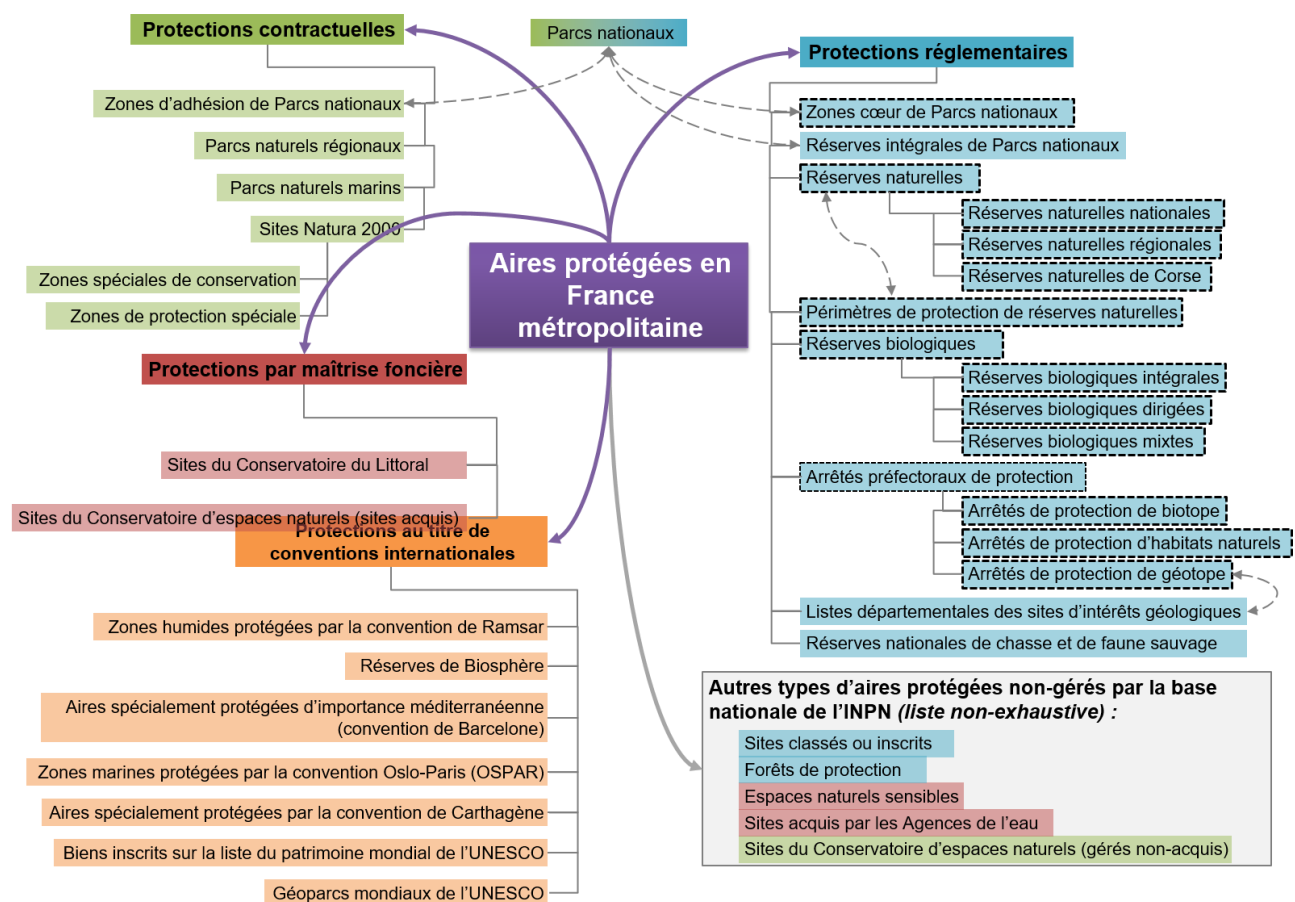 Protections contractuelles
Zones d’adhésion de Parcs nationaux
Parcs naturels régionaux
Parcs naturels marins
Sites Natura 2000
Zones spéciales de conservation
Zones de protection spéciale
Parcs nationaux
Aires protégées en
France
métropolitaine
Protections réglementaires
Zones cœur de Parcs nationaux
Réserves intégrales de Parcs nationaux
Réserves naturelles
Réserves naturelles nationales
Réserves naturelles régionales
Réserves naturelles de Corse
Périmètres de protection de réserves naturelles
Réserves biologiques
Réserves biologiques intégrales
Réserves biologiques dirigées
Réserves biologiques mixtes
Arrêtés préfectoraux de protection
Arrêtés de protection de biotope
Arrêtés de protection d’habitats naturels
Arrêtés de protection de géotope
Listes départementales des sites d’intérêts géologiques
Réserves nationales de chasse et de faune sauvage
Protections par maîtrise foncière
Sites du Conservatoire du Littoral
Sites du Conservatoire d’espaces naturels (sites acquis)
Protections au titre de
conventions internationales
Zones humides protégées par la convention de Ramsar
Réserves de Biosphère
Aires spécialement protégées d’importance méditerranéenne
(convention de Barcelone)
Zones marines protégées par la convention Oslo-Paris (OSPAR)
Aires spécialement protégées par la convention de Carthagène
Biens inscrits sur la liste du patrimoine mondial de l’UNESCO
Géoparcs mondiaux de l’UNESCO
Autres types d’aires protégées non-gérés par la base
nationale de l’INPN (liste non-exhaustive) :
Sites classés ou inscrits
Forêts de protection
Espaces naturels sensibles
Sites acquis par les Agences de l’eau
Sites du Conservatoire d’espaces naturels (gérés non-acquis)